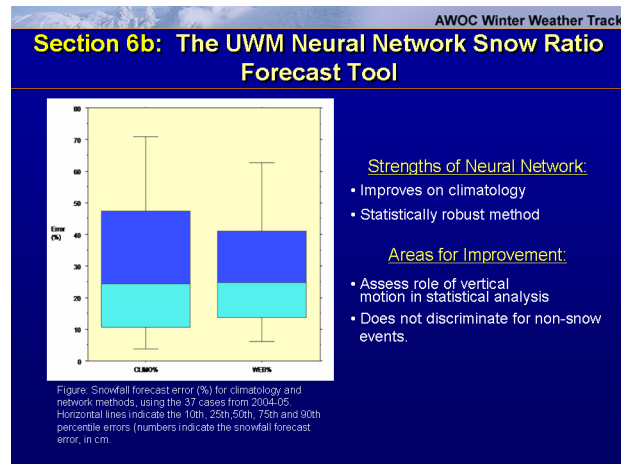 AWOC Winter Weather Track
Section 6b: The UWM Neural Network Snow Ratio
Forecast Tool
80
70
60
50
Error
(%)
40
30
20
10
0
CLIMO%
WEB%
Figure: Snowfall forecast error (%) for climatology and
network methods, using the 37 cases from 2004-05.
Horizontal lines indicate the 10th, 25th,50th, 75th and 90th
percentile errors (numbers indicate the snowfall forecast
error, in cm.
Strengths of Neural Network:
• Improves on climatology
• Statistically robust method
Areas for Improvement:
• Assess role of vertical
motion in statistical analysis
• Does not discriminate for non-snow
events.